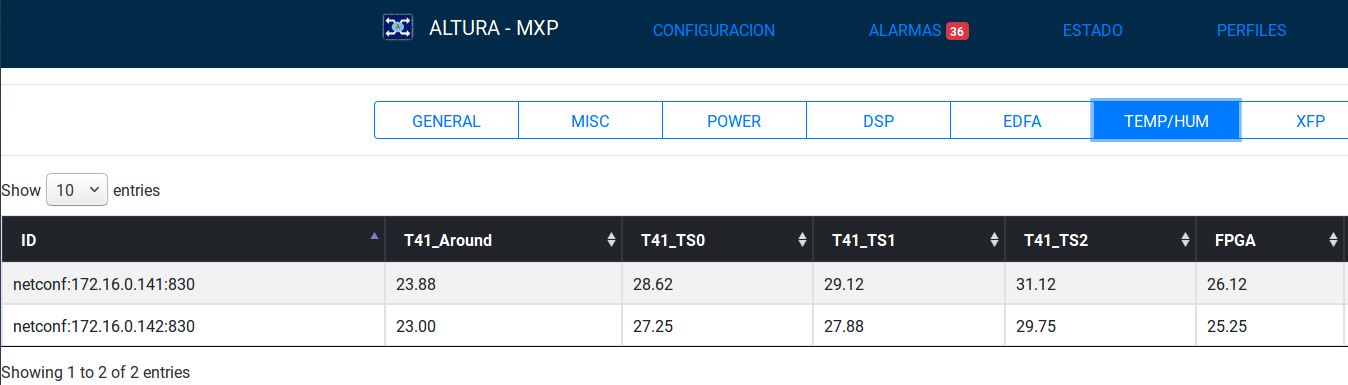 ALTURA - MXP CONFIGURACION ALARMAS 36 ESTADO PERFILES
GENERAL MISC POWER DSP EDFA TEMP/HUM XFP
Show 10 entries
ID T41_Around T41_TS0 T41_TS1 T41_TS2 FPGA
netconf:172.16.0.141:830 23.88 28.62 29.12 31.12 26.12
netconf:172.16.0.142:830 23.00 27.25 27.88 29.75 25.25
Showing 1 to 2 of 2 entries